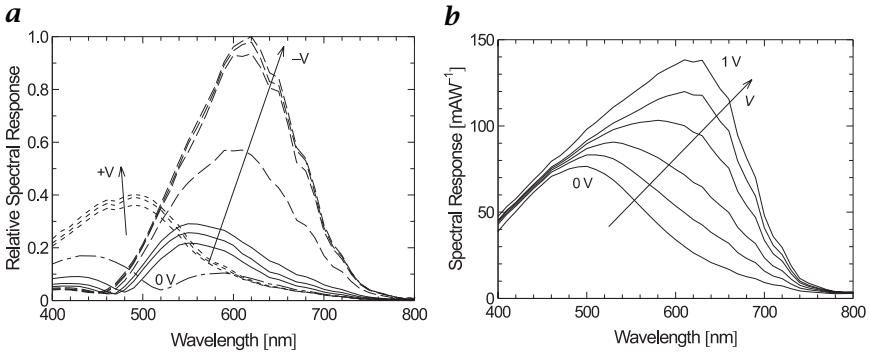 a
1.0
0.8
0.6
0.4
0.2
0
Relative Spectral Response
–V
+V
0 V
400 500 600 700 800
Wavelength [nm]
b
150
100
50
0
Spectral Response [mAW⁻¹]
1 V
V
0 V
400 500 600 700 800
Wavelength [nm]